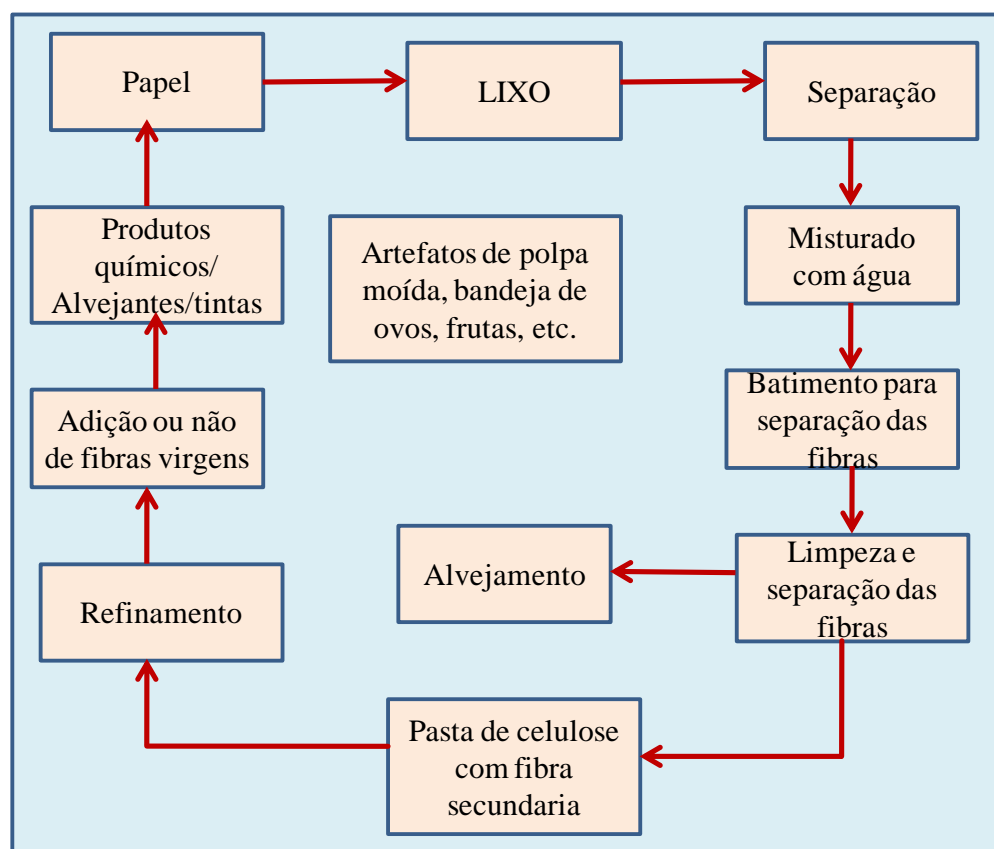 Papel
LIXO
Separação
Produtos
químicos/
Alvejantes/tintas
Artefatos de polpa
moída, bandeja de
ovos, frutas, etc.
Misturado
com água
Adição ou não
de fibras virgens
Batimento para
separação das
fibras
Alvejamento
Limpeza e
separação das
fibras
Refinamento
Pasta de celulose
com fibra
secundaria